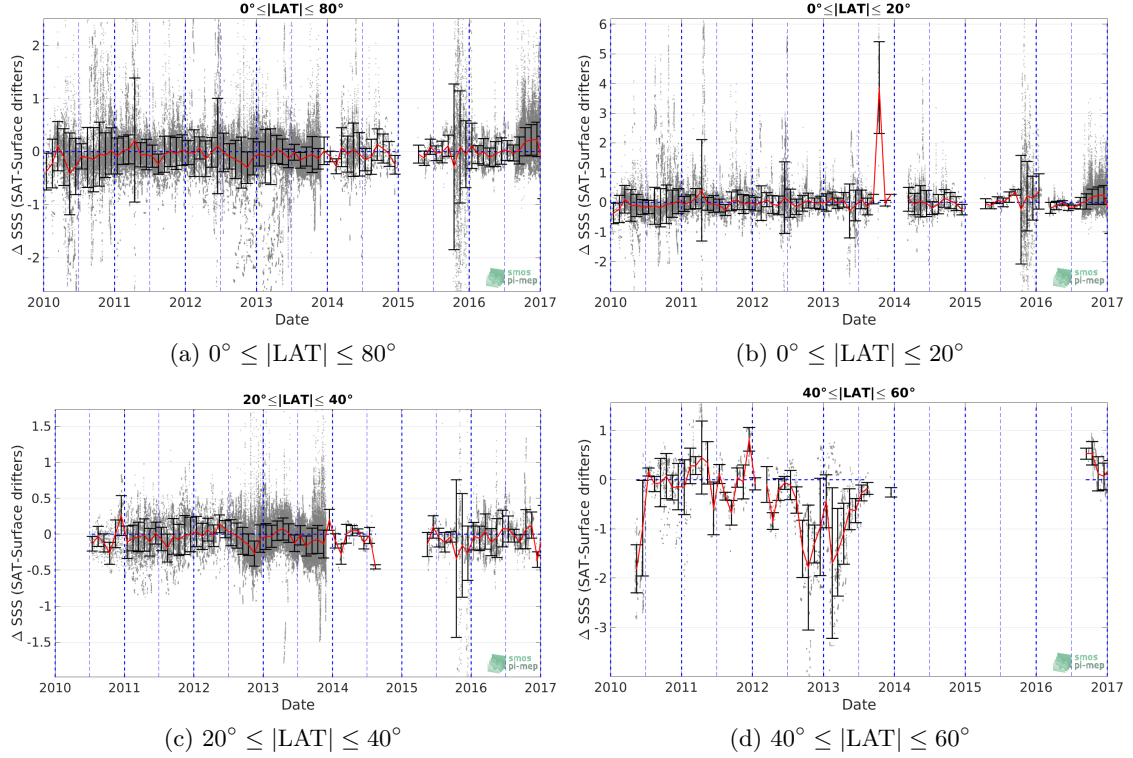 0°≤|LAT|≤ 80°
Δ SSS (SAT-Surface drifters)
2
1
0
-1
-2
2010 2011 2012 2013 2014 2015 2016 2017
Date
smos
pi-mep
(a) 0° ≤ |LAT| ≤ 80°
0°≤|LAT|≤ 20°
Δ SSS (SAT-Surface drifters)
6
5
4
3
2
1
0
-1
-2
2010 2011 2012 2013 2014 2015 2016 2017
Date
smos
pi-mep
(b) 0° ≤ |LAT| ≤ 20°
20°≤|LAT|≤ 40°
Δ SSS (SAT-Surface drifters)
1.5
1
0.5
0
-0.5
-1
-1.5
2010 2011 2012 2013 2014 2015 2016 2017
Date
smos
pi-mep
(c) 20° ≤ |LAT| ≤ 40°
40°≤|LAT|≤ 60°
Δ SSS (SAT-Surface drifters)
1
0
-1
-2
-3
2010 2011 2012 2013 2014 2015 2016 2017
Date
smos
pi-mep
(d) 40° ≤ |LAT| ≤ 60°